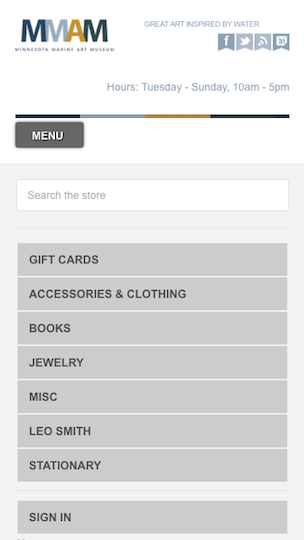 MMAM
MINNESOTA MARINE ART MUSEUM
GREAT ART INSPIRED BY WATER
31
Hours: Tuesday - Sunday, 10am - 5pm
MENU
Search the store
GIFT CARDS
ACCESSORIES & CLOTHING
BOOKS
JEWELRY
MISC
LEO SMITH
STATIONARY
SIGN IN